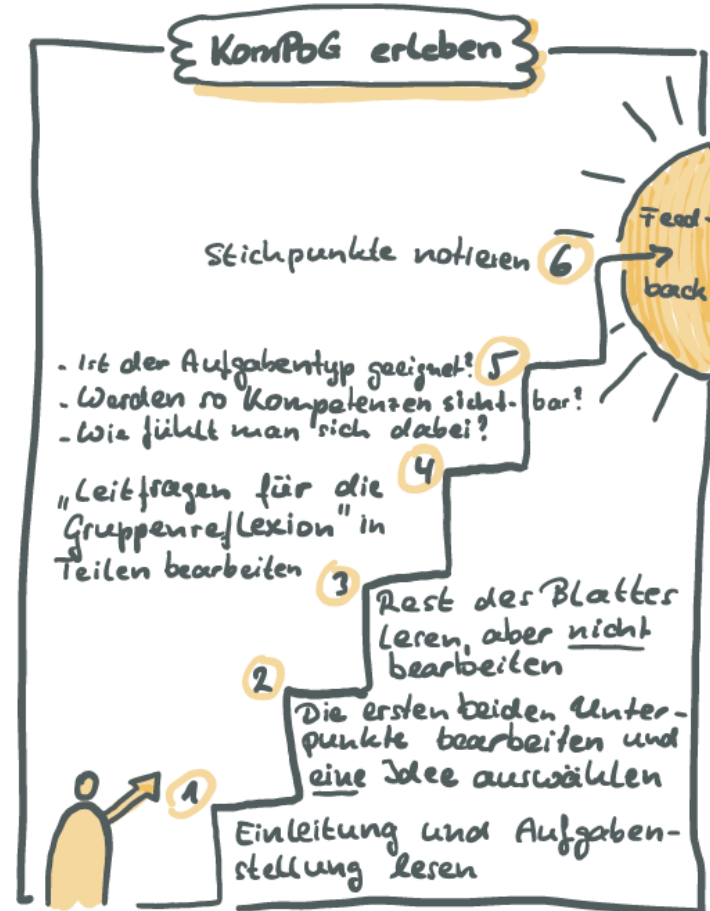 KomPoG erleben
Feed-
back
Stichpunkte notieren 6
- Ist der Aufgabentyp geeignet? 5
- Werden so Kompetenzen sicht-bar?
- Wie fühlt man sich dabei?
4
„Leitfragen für die
Gruppenreflexion" in
Teilen bearbeiten 3
Rest des Blattes
lesen, aber nicht
bearbeiten
2
Die ersten beiden Unter-
punkte bearbeiten und
eine Idee auswählen
1
Einleitung und Aufgaben-
stellung lesen